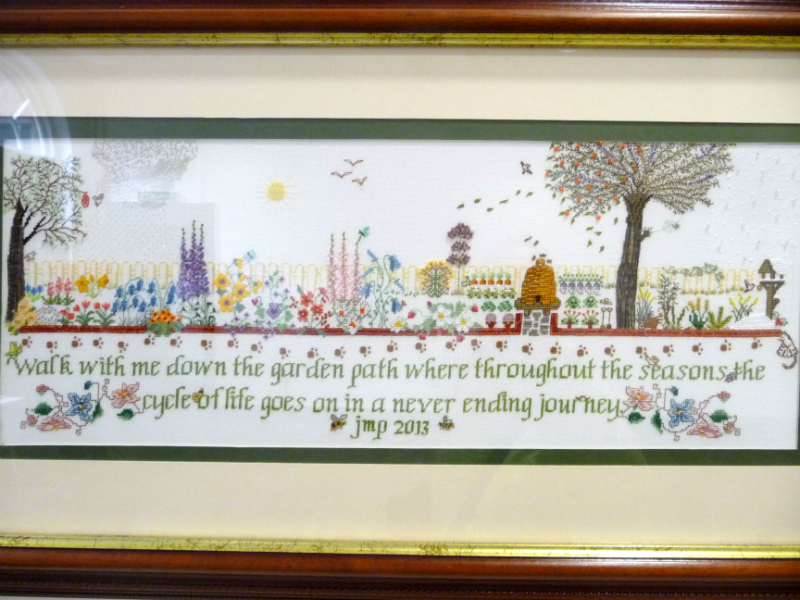 Walk with me down the garden path where throughout the seasons the
cycle of life goes on in a never ending journey
jmp 2013